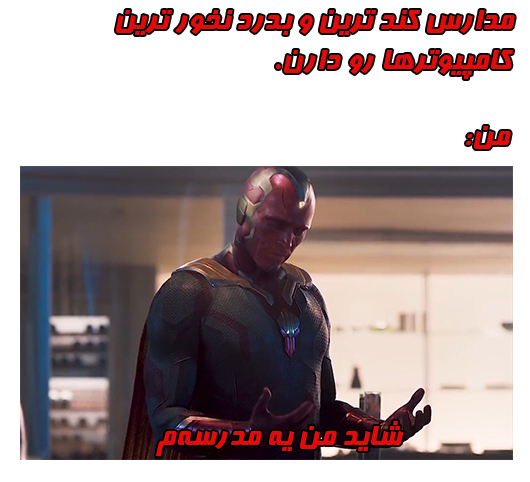 مدارس کند ترین و بدرد نخور ترین
کامپیوترها رو دارن.
من:
شاید من یه مدرسه‌م